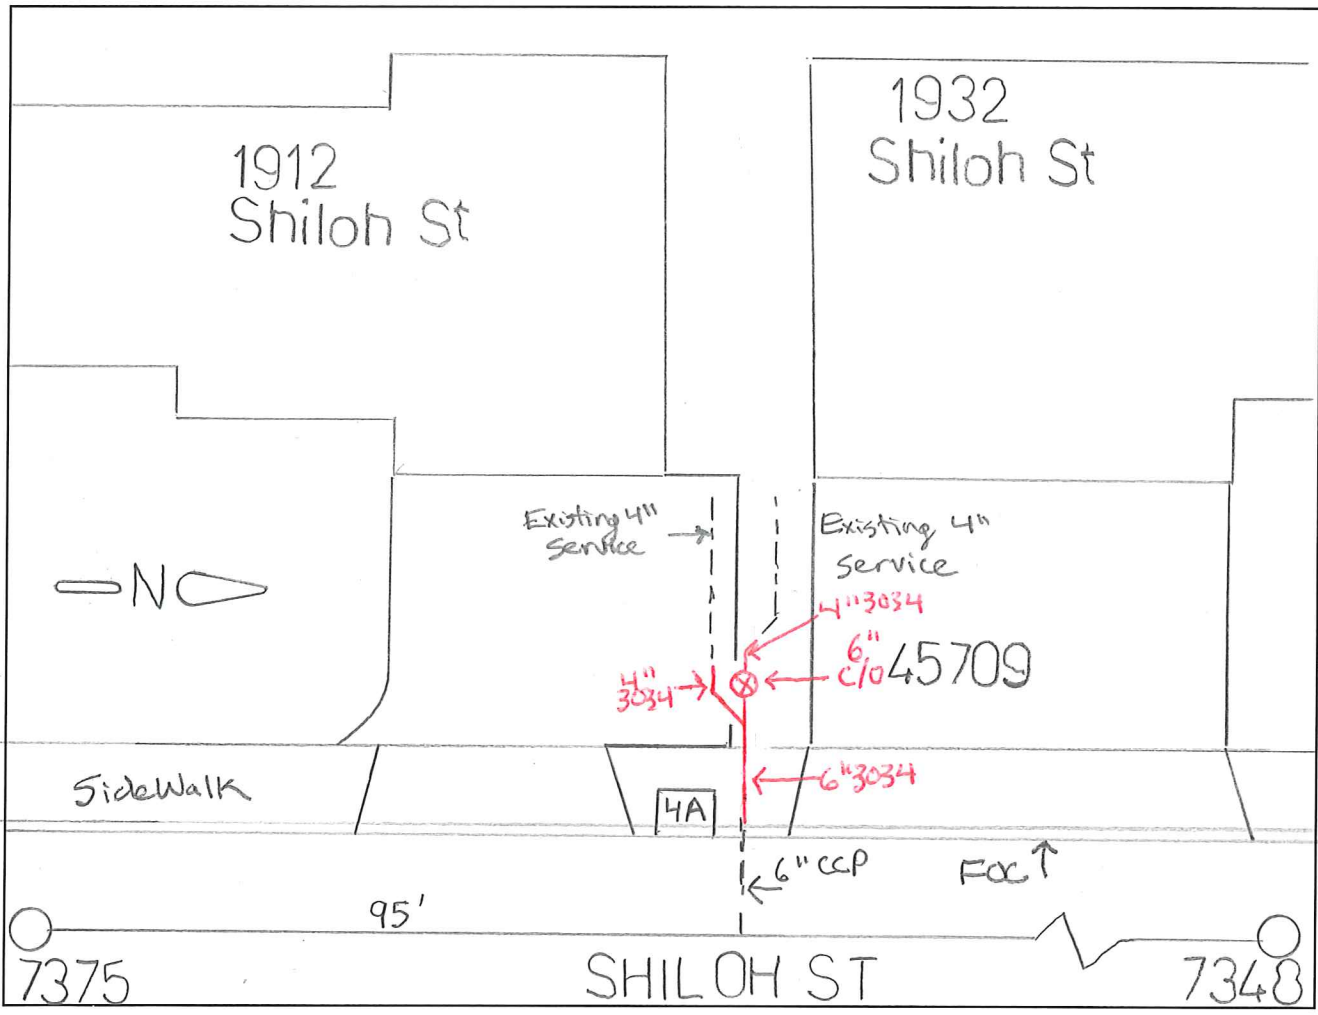 1912
Shiloh St
1932
Shiloh St
Existing 4"
Service
Existing 4"
Service
4" 3034
6"
C/O
45709
4"
3034
N
6" 3034
SideWalk
4A
6" CCP
FOC
95'
7375
SHILOH ST
7348